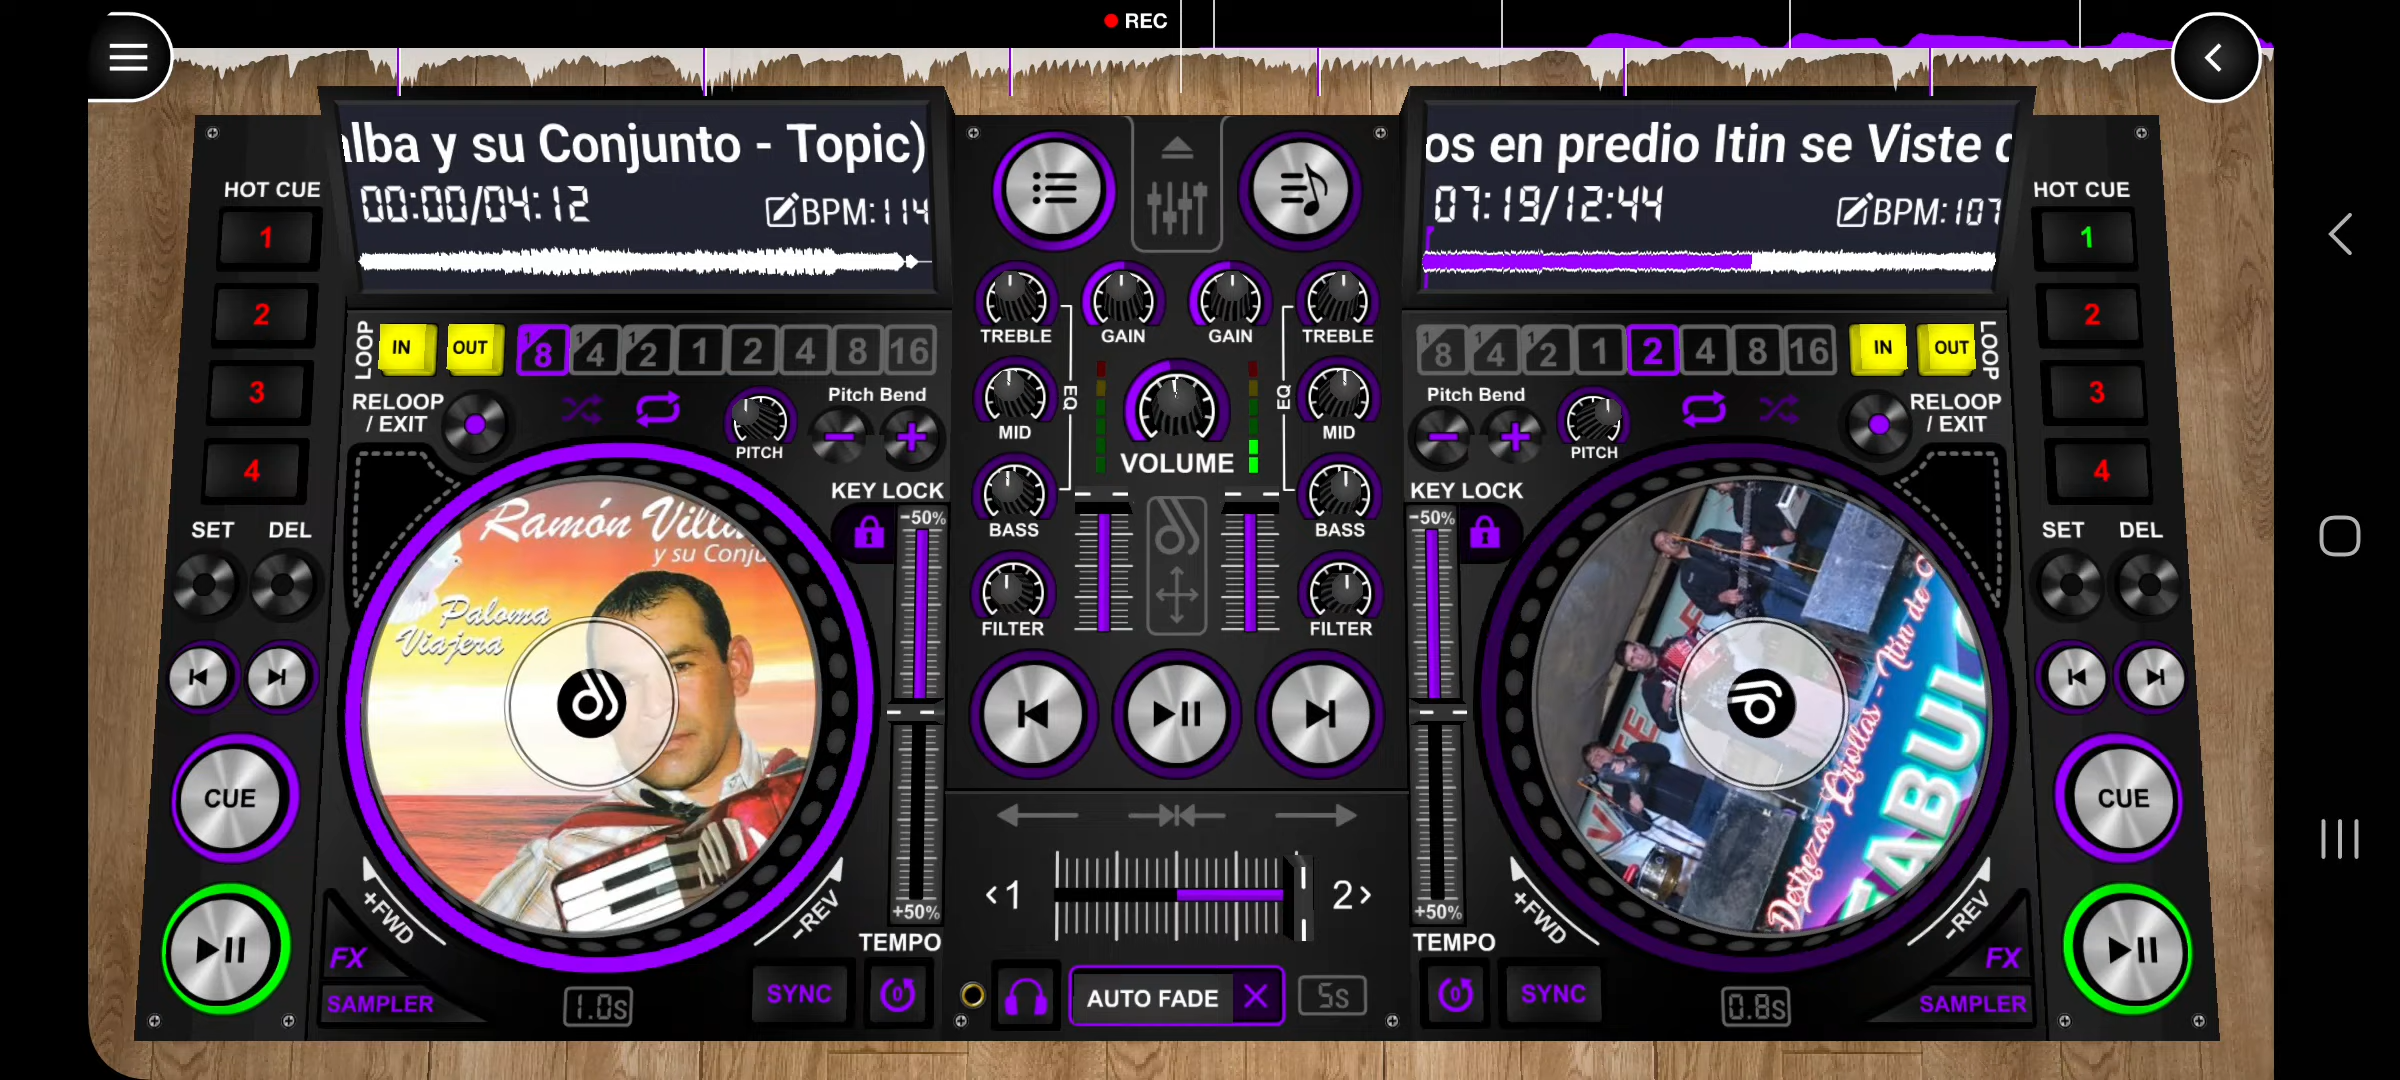 REC
alba y su Conjunto - Topic)
00:00/04:12
BPM:114
os en predio Itin se Viste d
07:19/12:44
BPM:107
HOT CUE
1
2
3
4
SET DEL
CUE
LOOP
IN OUT
1/8 1/4 1/2 1 2 4 8 16
RELOOP
/ EXIT
PITCH
Pitch Bend
KEY LOCK
-50%
+50%
TEMPO
Ramón Villa
y su Conju
Paloma
Viajera
+FWD
-REV
FX
SAMPLER
1.0s
SYNC
0
TREBLE GAIN GAIN TREBLE
MID MID
EQ EQ
VOLUME
BASS BASS
FILTER FILTER
<1 2>
AUTO FADE
5s
1/8 1/4 1/2 1 2 4 8 16
IN OUT
LOOP
Pitch Bend
PITCH
RELOOP
/ EXIT
KEY LOCK
-50%
+50%
TEMPO
Destrezas Criollas - Itin de
FABUL
+FWD
-REV
0
SYNC
0.8s
FX
SAMPLER
HOT CUE
1
2
3
4
SET DEL
CUE